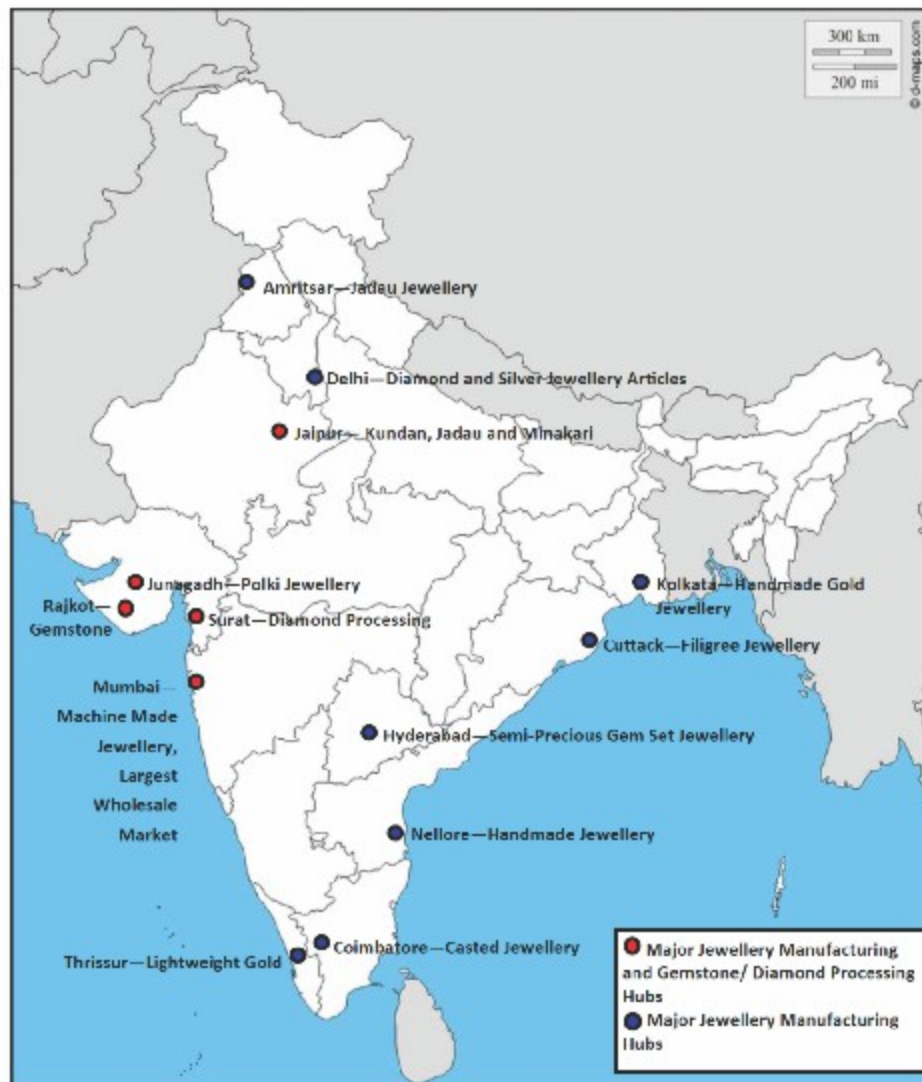 300 km
200 mi
© d-maps.com
Amritsar—Jadau Jewellery
Delhi—Diamond and Silver Jewellery Articles
Jaipur— Kundan, Jadau and Minakari
Junagadh—Polki Jewellery
Rajkot—
Gemstone
Surat—Diamond Processing
Kolkata—Handmade Gold
Jewellery
Cuttack—Filigree Jewellery
Mumbai—
Machine Made
Jewellery,
Largest
Wholesale
Market
Hyderabad—Semi-Precious Gem Set Jewellery
Nellore—Handmade Jewellery
Coimbatore—Casted Jewellery
Thrissur—Lightweight Gold
Major Jewellery Manufacturing
and Gemstone/ Diamond Processing
Hubs
Major Jewellery Manufacturing
Hubs